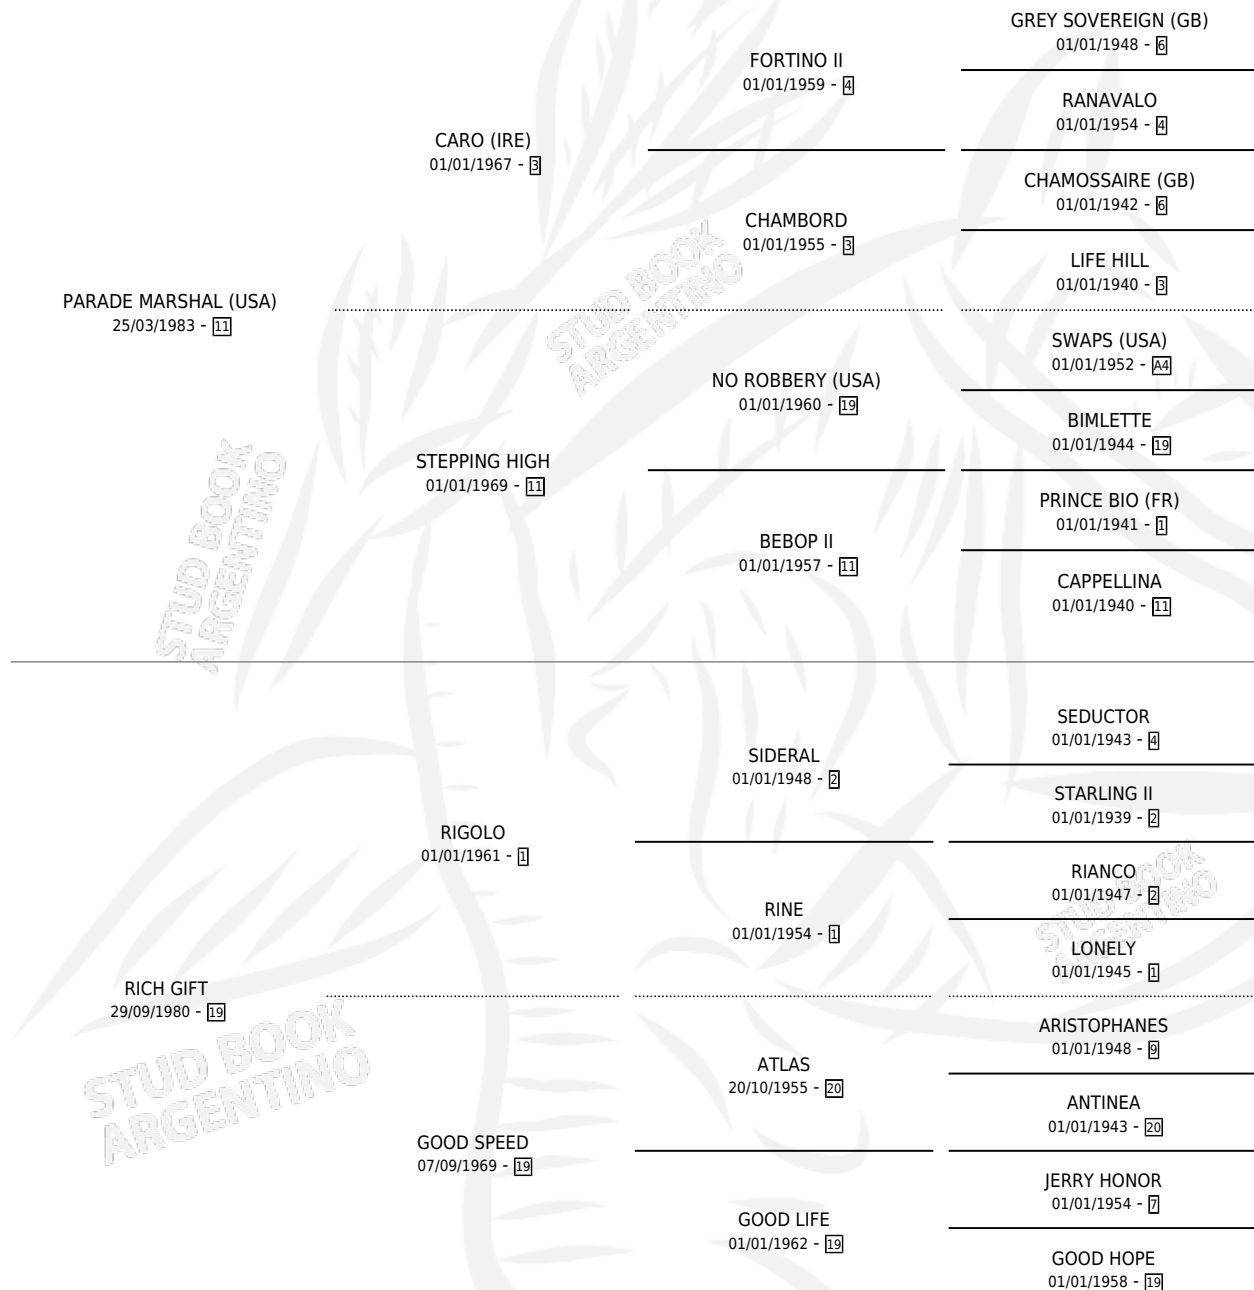 GREY SOVEREIGN (GB)
01/01/1948 - 6
FORTINO II
01/01/1959 - 4
RANAVALO
01/01/1954 - 4
CARO (IRE)
01/01/1967 - 3
CHAMOSSAIRE (GB)
01/01/1942 - 6
CHAMBORD
01/01/1955 - 3
LIFE HILL
01/01/1940 - 3
PARADE MARSHAL (USA)
25/03/1983 - 11
SWAPS (USA)
01/01/1952 - A4
NO ROBBERY (USA)
01/01/1960 - 19
BIMLETTE
01/01/1944 - 19
STEPPING HIGH
01/01/1969 - 11
PRINCE BIO (FR)
01/01/1941 - 1
BEBOP II
01/01/1957 - 11
CAPPELLINA
01/01/1940 - 11
SEDUCTOR
01/01/1943 - 4
SIDERAL
01/01/1948 - 2
STARLING II
01/01/1939 - 2
RIGOLO
01/01/1961 - 1
RIANCO
01/01/1947 - 2
RINE
01/01/1954 - 1
LONELY
01/01/1945 - 1
RICH GIFT
29/09/1980 - 19
ARISTOPHANES
01/01/1948 - 9
ATLAS
20/10/1955 - 20
ANTINEA
01/01/1943 - 20
GOOD SPEED
07/09/1969 - 19
JERRY HONOR
01/01/1954 - 7
GOOD LIFE
01/01/1962 - 19
GOOD HOPE
01/01/1958 - 19
STUD BOOK
ARGENTINO
STUD BOOK
ARGENTINO
STUD BOOK
ARGENTINO
STUD BOOK
ARGENTINO